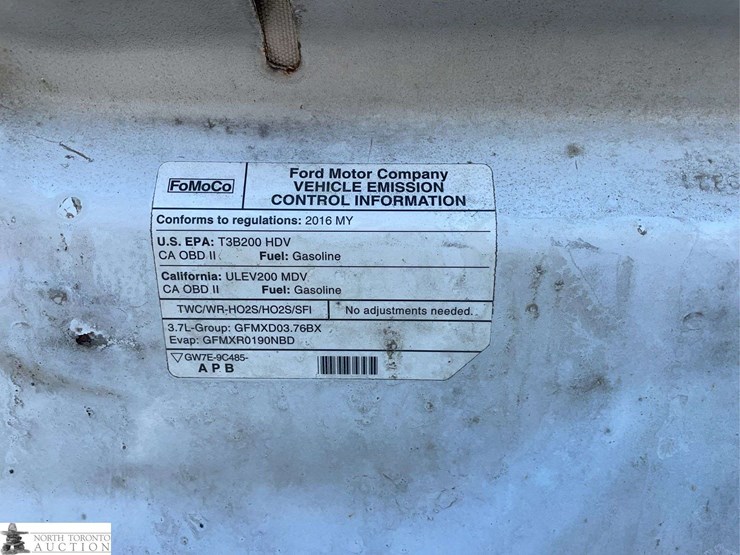 FoMoCo
Ford Motor Company
VEHICLE EMISSION
CONTROL INFORMATION
Conforms to regulations: 2016 MY
U.S. EPA: T3B200 HDV
CA OBD II Fuel: Gasoline
California: ULEV200 MDV
CA OBD II Fuel: Gasoline
TWC/WR-HO2S/HO2S/SFI No adjustments needed.
3.7L-Group: GFMXD03.76BX
Evap: GFMXR0190NBD
GW7E-9C485-
A P B
NORTH TORONTO
AUCTION